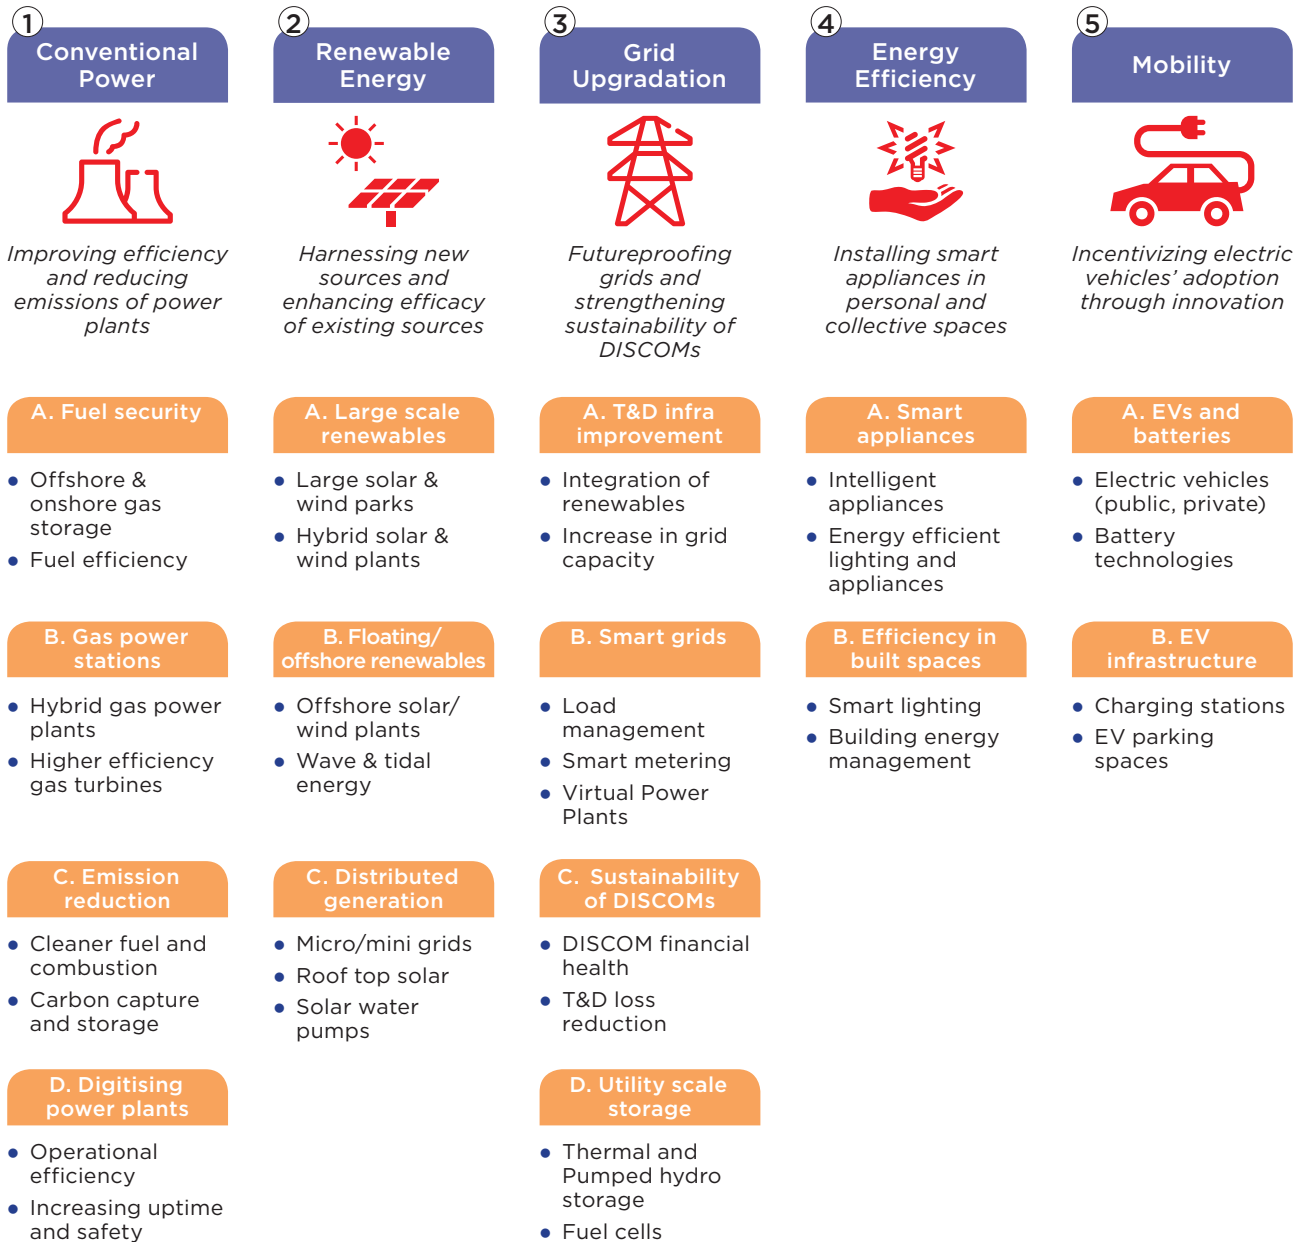 1
Conventional
Power
Improving efficiency
and reducing
emissions of power
plants
A. Fuel security
● Offshore &
onshore gas
storage
● Fuel efficiency
B. Gas power
stations
● Hybrid gas power
plants
● Higher efficiency
gas turbines
C. Emission
reduction
● Cleaner fuel and
combustion
● Carbon capture
and storage
D. Digitising
power plants
● Operational
efficiency
● Increasing uptime
and safety
2
Renewable
Energy
Harnessing new
sources and
enhancing efficacy
of existing sources
A. Large scale
renewables
● Large solar &
wind parks
● Hybrid solar &
wind plants
B. Floating/
offshore renewables
● Offshore solar/
wind plants
● Wave & tidal
energy
C. Distributed
generation
● Micro/mini grids
● Roof top solar
● Solar water
pumps
3
Grid
Upgradation
Futureproofing
grids and
strengthening
sustainability of
DISCOMs
A. T&D infra
improvement
● Integration of
renewables
● Increase in grid
capacity
B. Smart grids
● Load
management
● Smart metering
● Virtual Power
Plants
C. Sustainability
of DISCOMs
● DISCOM financial
health
● T&D loss
reduction
D. Utility scale
storage
● Thermal and
Pumped hydro
storage
● Fuel cells
4
Energy
Efficiency
Installing smart
appliances in
personal and
collective spaces
A. Smart
appliances
● Intelligent
appliances
● Energy efficient
lighting and
appliances
B. Efficiency in
built spaces
● Smart lighting
● Building energy
management
5
Mobility
Incentivizing electric
vehicles’ adoption
through innovation
A. EVs and
batteries
● Electric vehicles
(public, private)
● Battery
technologies
B. EV
infrastructure
● Charging stations
● EV parking
spaces